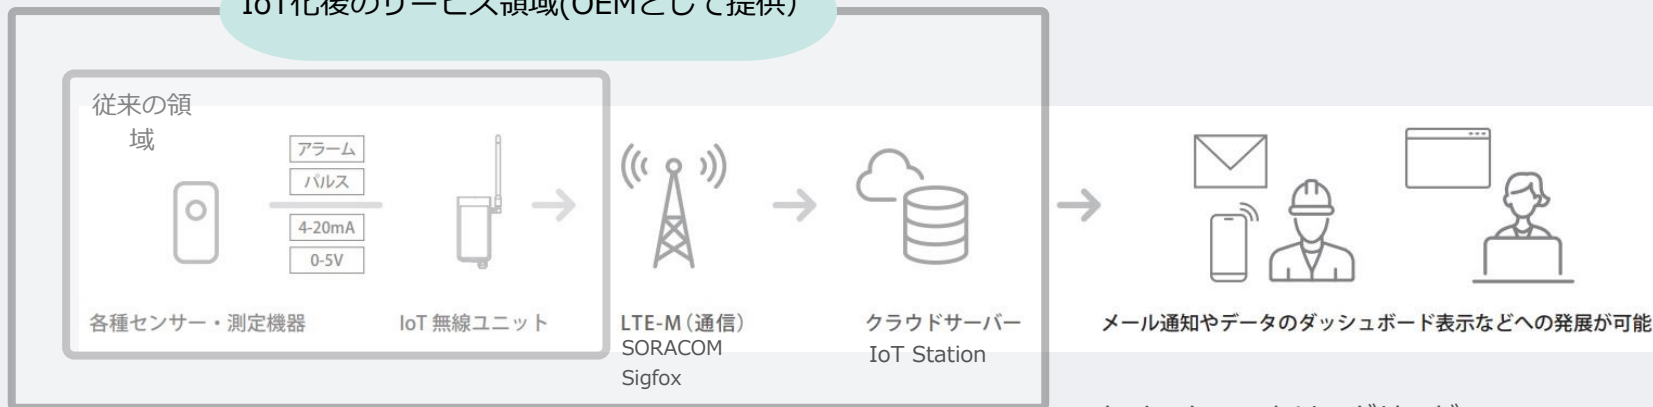 IoT化後のサービス領域(OEMとして提供）
従来の領
域
アラーム
パルス
4-20mA
0-5V
各種センサー・測定機器
IoT 無線ユニット
LTE-M（通信）
SORACOM
Sigfox
クラウドサーバー
IoT Station
メール通知やデータのダッシュボード表示などへの発展が可能